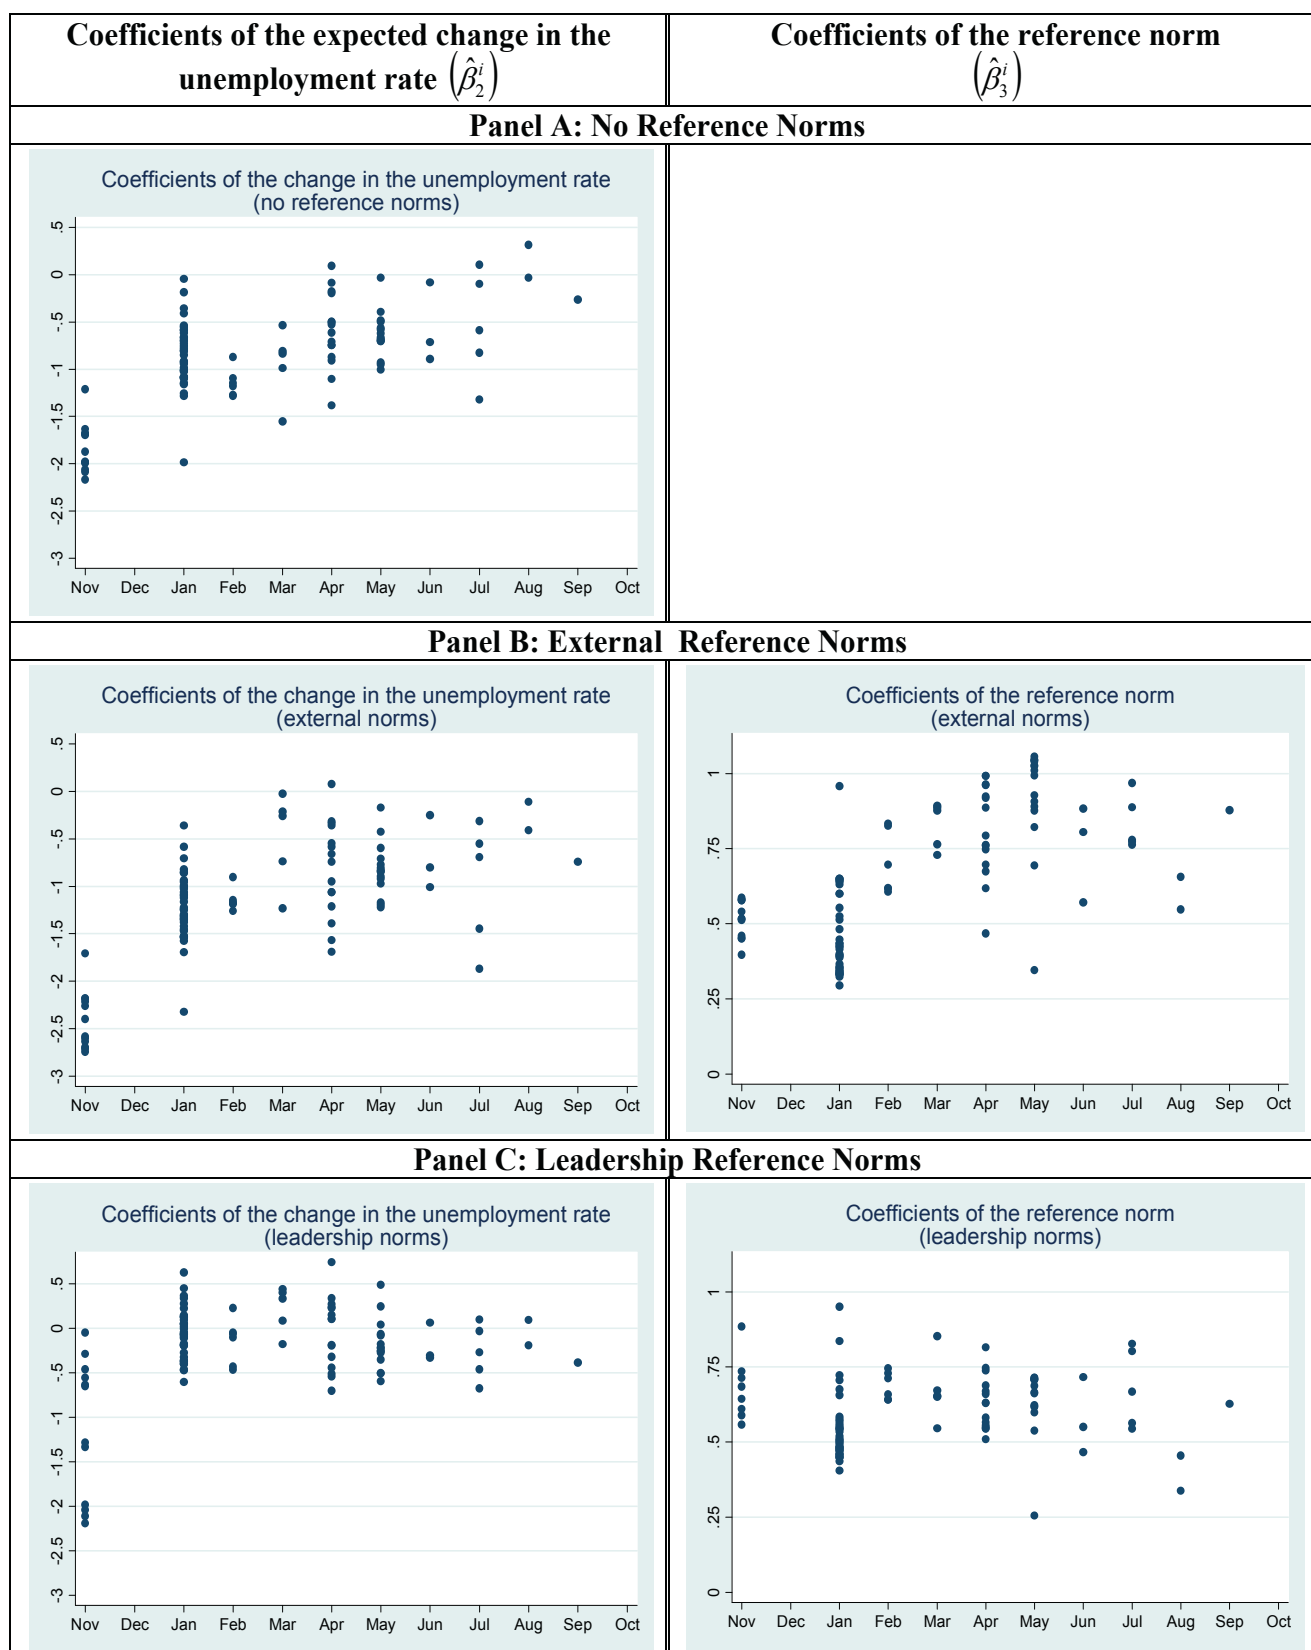 Coefficients of the expected change in the
unemployment rate (β̂₂ⁱ)
Coefficients of the reference norm
(β̂₃ⁱ)
Panel A: No Reference Norms
Coefficients of the change in the unemployment rate
(no reference norms)
.5
0
-.5
-1
-1.5
-2
-2.5
-3
Nov Dec Jan Feb Mar Apr May Jun Jul Aug Sep Oct
Panel B: External Reference Norms
Coefficients of the change in the unemployment rate
(external norms)
.5
0
-.5
-1
-1.5
-2
-2.5
-3
Nov Dec Jan Feb Mar Apr May Jun Jul Aug Sep Oct
Coefficients of the reference norm
(external norms)
1
.75
.5
.25
0
Nov Dec Jan Feb Mar Apr May Jun Jul Aug Sep Oct
Panel C: Leadership Reference Norms
Coefficients of the change in the unemployment rate
(leadership norms)
.5
0
-.5
-1
-1.5
-2
-2.5
-3
Nov Dec Jan Feb Mar Apr May Jun Jul Aug Sep Oct
Coefficients of the reference norm
(leadership norms)
1
.75
.5
.25
0
Nov Dec Jan Feb Mar Apr May Jun Jul Aug Sep Oct